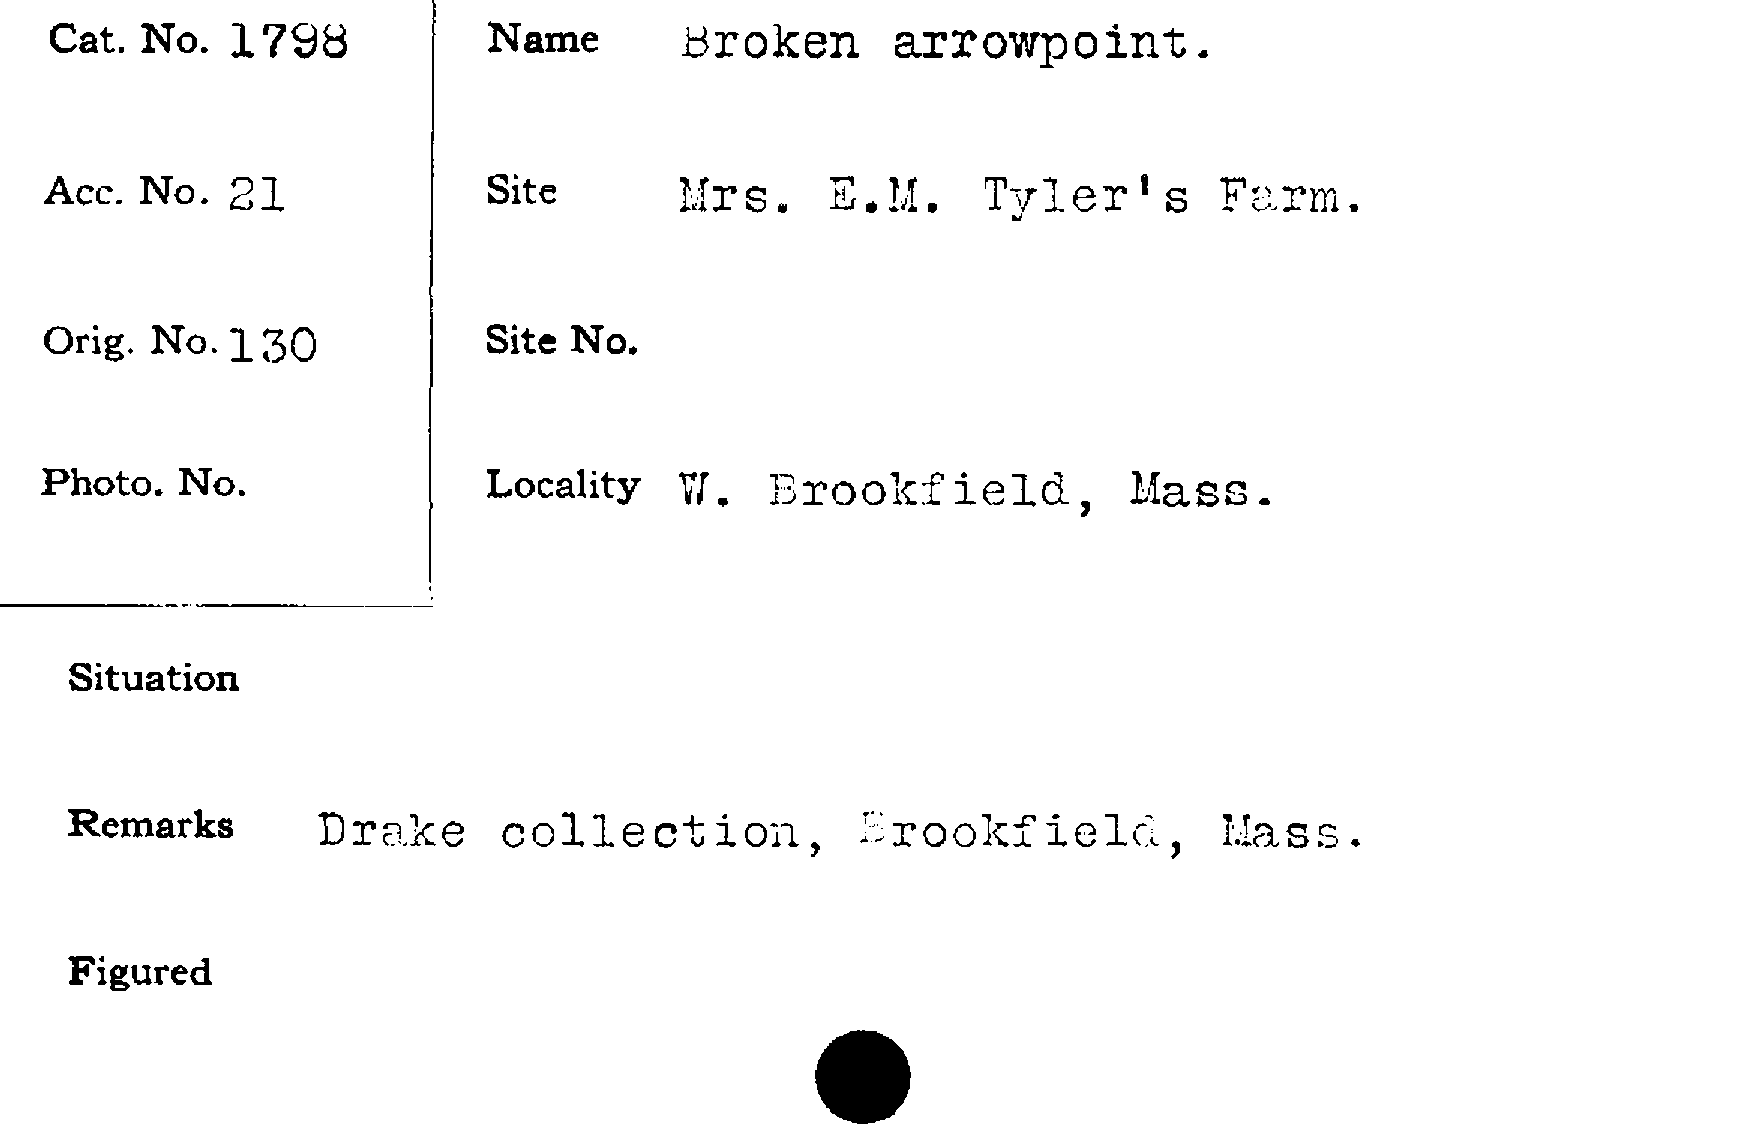 Cat. No. 1798
Name Broken arrowpoint.
Acc. No. 21
Site Mrs. E.M. Tyler's Farm.
Orig. No. 130
Site No.
Photo. No.
Locality W. Brookfield, Mass.
Situation
Remarks Drake collection, Brookfield, Mass.
Figured